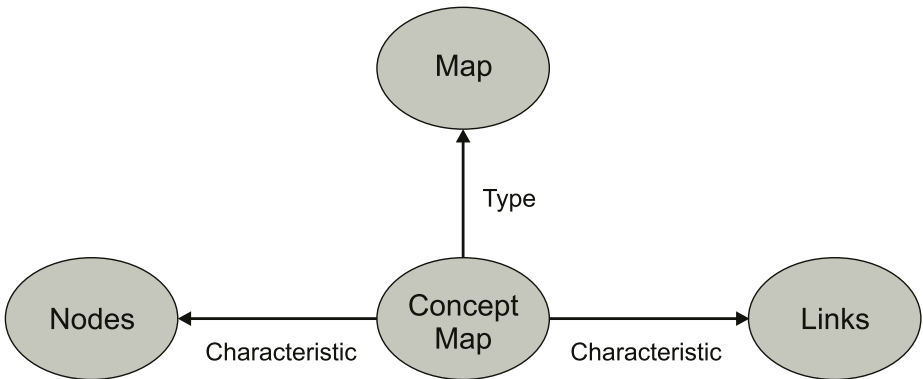 Map
Type
Nodes
Concept
Map
Links
Characteristic
Characteristic